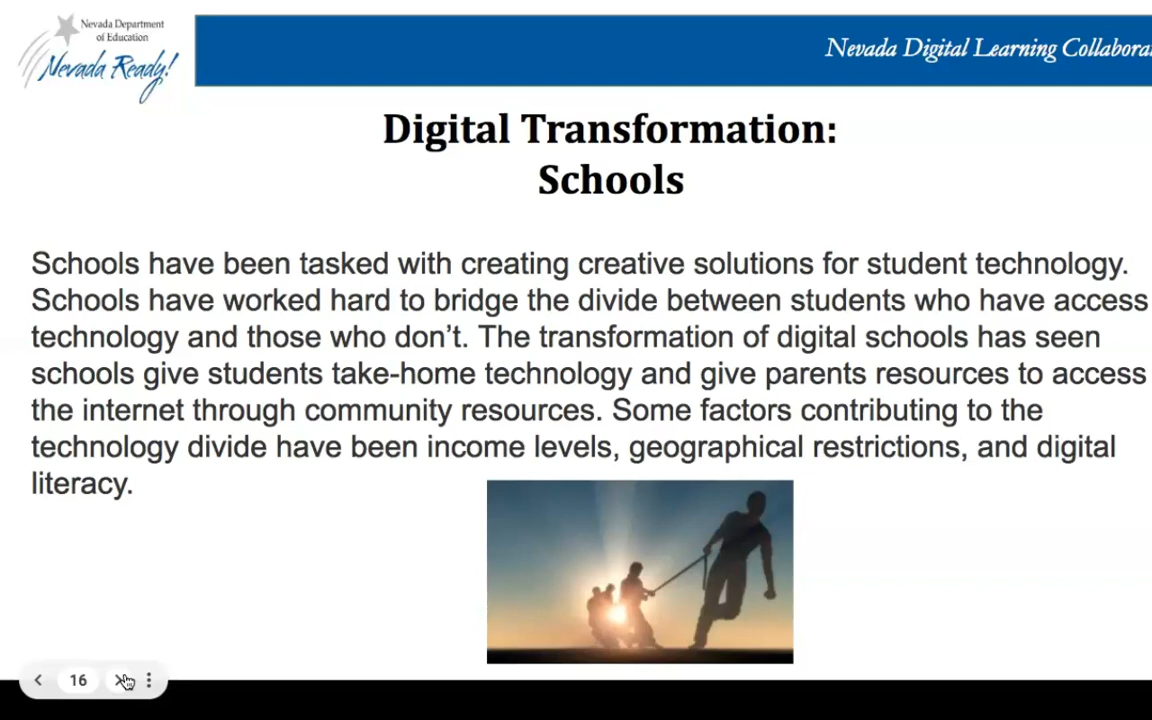 Nevada Department
of Education
Nevada Ready!
Nevada Digital Learning Collabora
Digital Transformation:
Schools
Schools have been tasked with creating creative solutions for student technology.
Schools have worked hard to bridge the divide between students who have access
technology and those who don’t. The transformation of digital schools has seen
schools give students take-home technology and give parents resources to access
the internet through community resources. Some factors contributing to the
technology divide have been income levels, geographical restrictions, and digital
literacy.
16